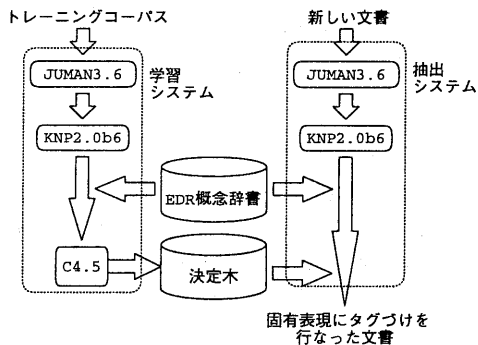 トレーニングコーパス
新しい文書
JUMAN3.6
学習
システム
JUMAN3.6
抽出
システム
KNP2.0b6
KNP2.0b6
EDR概念辞書
C4.5
決定木
固有表現にタグづけを
行なった文書